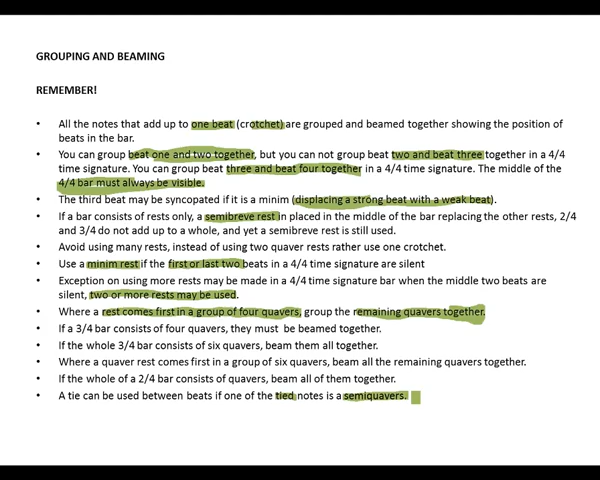 GROUPING AND BEAMING
REMEMBER!
• All the notes that add up to one beat (crotchet) are grouped and beamed together showing the position of
beats in the bar.
• You can group beat one and two together, but you can not group beat two and beat three together in a 4/4
time signature. You can group beat three and beat four together in a 4/4 time signature. The middle of the
4/4 bar must always be visible.
• The third beat may be syncopated if it is a minim (displacing a strong beat with a weak beat).
• If a bar consists of rests only, a semibreve rest in placed in the middle of the bar replacing the other rests, 2/4
and 3/4 do not add up to a whole, and yet a semibreve rest is still used.
• Avoid using many rests, instead of using two quaver rests rather use one crotchet.
• Use a minim rest if the first or last two beats in a 4/4 time signature are silent
• Exception on using more rests may be made in a 4/4 time signature bar when the middle two beats are
silent, two or more rests may be used.
• Where a rest comes first in a group of four quavers, group the remaining quavers together.
• If a 3/4 bar consists of four quavers, they must be beamed together.
• If the whole 3/4 bar consists of six quavers, beam them all together.
• Where a quaver rest comes first in a group of six quavers, beam all the remaining quavers together.
• If the whole of a 2/4 bar consists of quavers, beam all of them together.
• A tie can be used between beats if one of the tied notes is a semiquavers.